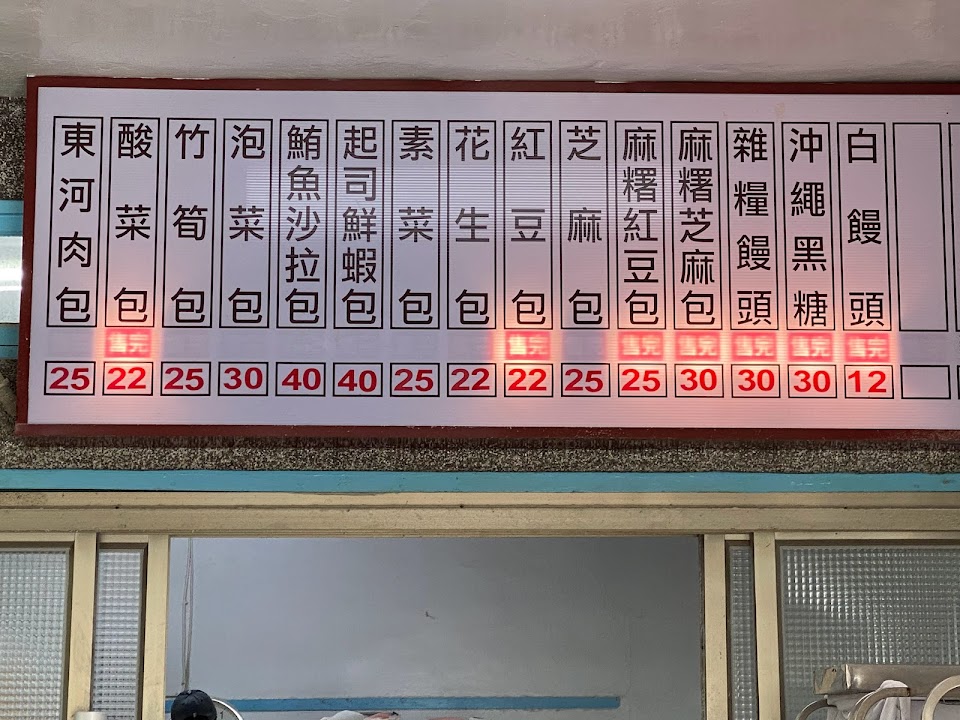 東河肉包
25
酸菜包
售完
22
竹筍包
25
泡菜包
30
鮪魚沙拉包
40
起司鮮蝦包
40
素菜包
25
花生包
22
紅豆包
售完
22
芝麻包
25
麻糬紅豆包
售完
25
麻糬芝麻包
售完
30
雜糧饅頭
售完
30
沖繩黑糖
售完
30
白饅頭
售完
12